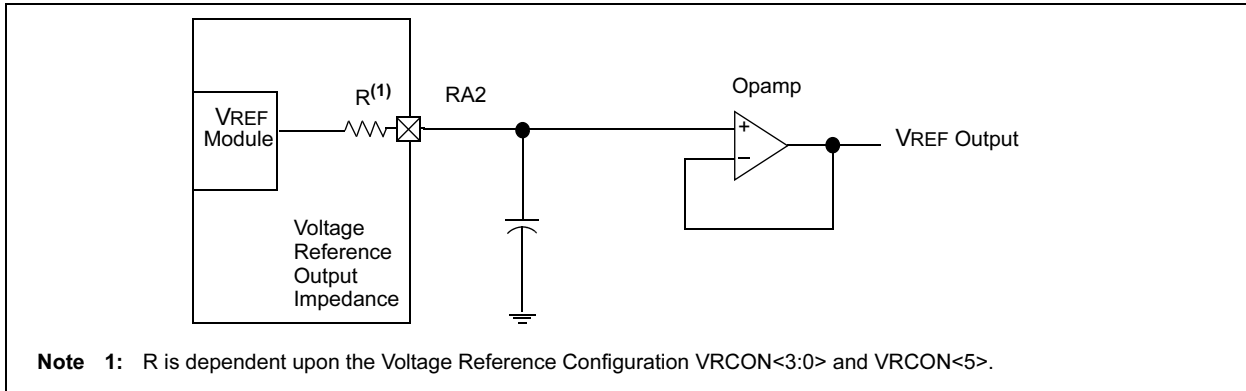 VREF
Module
R(1)
RA2
Opamp
+
–
VREF Output
Voltage
Reference
Output
Impedance
Note 1: R is dependent upon the Voltage Reference Configuration VRCON<3:0> and VRCON<5>.